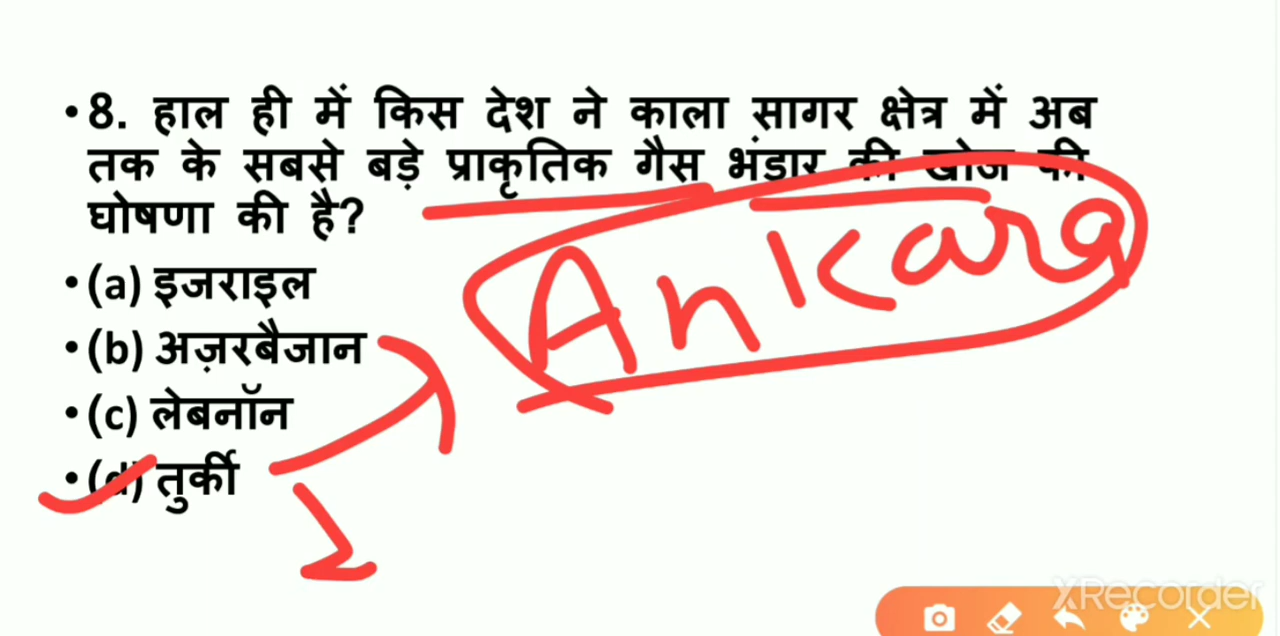 •8. हाल ही में किस देश ने काला सागर क्षेत्र में अब
तक के सबसे बड़े प्राकृतिक गैस भंडार की खोज की
घोषणा की है?
•(a) इजराइल
•(b) अज़रबैजान
•(c) लेबनॉन
•(d) तुर्की
Ankara
XRecorder